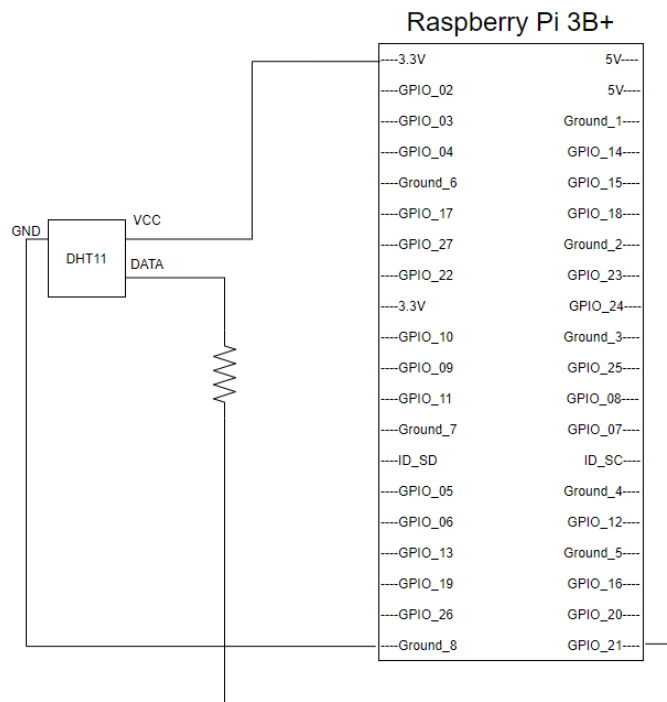 Raspberry Pi 3B+
----3.3V 5V----
----GPIO_02 5V----
----GPIO_03 Ground_1----
----GPIO_04 GPIO_14----
----Ground_6 GPIO_15----
----GPIO_17 GPIO_18----
----GPIO_27 Ground_2----
----GPIO_22 GPIO_23----
----3.3V GPIO_24----
----GPIO_10 Ground_3----
----GPIO_09 GPIO_25----
----GPIO_11 GPIO_08----
----Ground_7 GPIO_07----
----ID_SD ID_SC----
----GPIO_05 Ground_4----
----GPIO_06 GPIO_12----
----GPIO_13 Ground_5----
----GPIO_19 GPIO_16----
----GPIO_26 GPIO_20----
----Ground_8 GPIO_21----
GND
VCC
DHT11
DATA